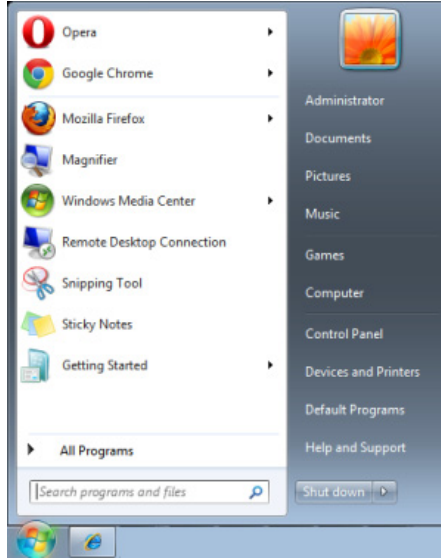 Opera
Google Chrome
Mozilla Firefox
Magnifier
Windows Media Center
Remote Desktop Connection
Snipping Tool
Sticky Notes
Getting Started
All Programs
Search programs and files
Administrator
Documents
Pictures
Music
Games
Computer
Control Panel
Devices and Printers
Default Programs
Help and Support
Shut down